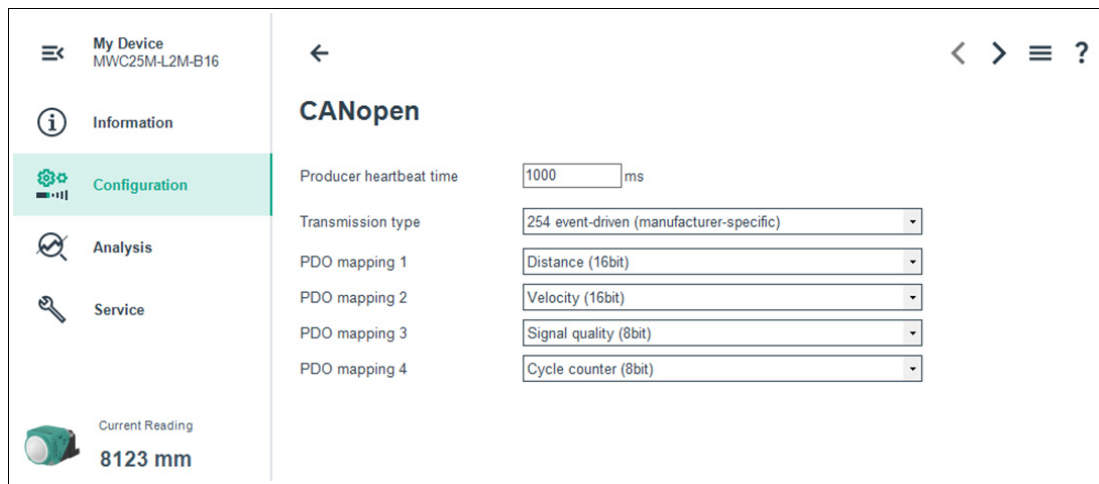 My Device
MWC25M-L2M-B16
Information
Configuration
Analysis
Service
Current Reading
8123 mm
?
CANopen
Producer heartbeat time 1000 ms
Transmission type 254 event-driven (manufacturer-specific)
PDO mapping 1 Distance (16bit)
PDO mapping 2 Velocity (16bit)
PDO mapping 3 Signal quality (8bit)
PDO mapping 4 Cycle counter (8bit)